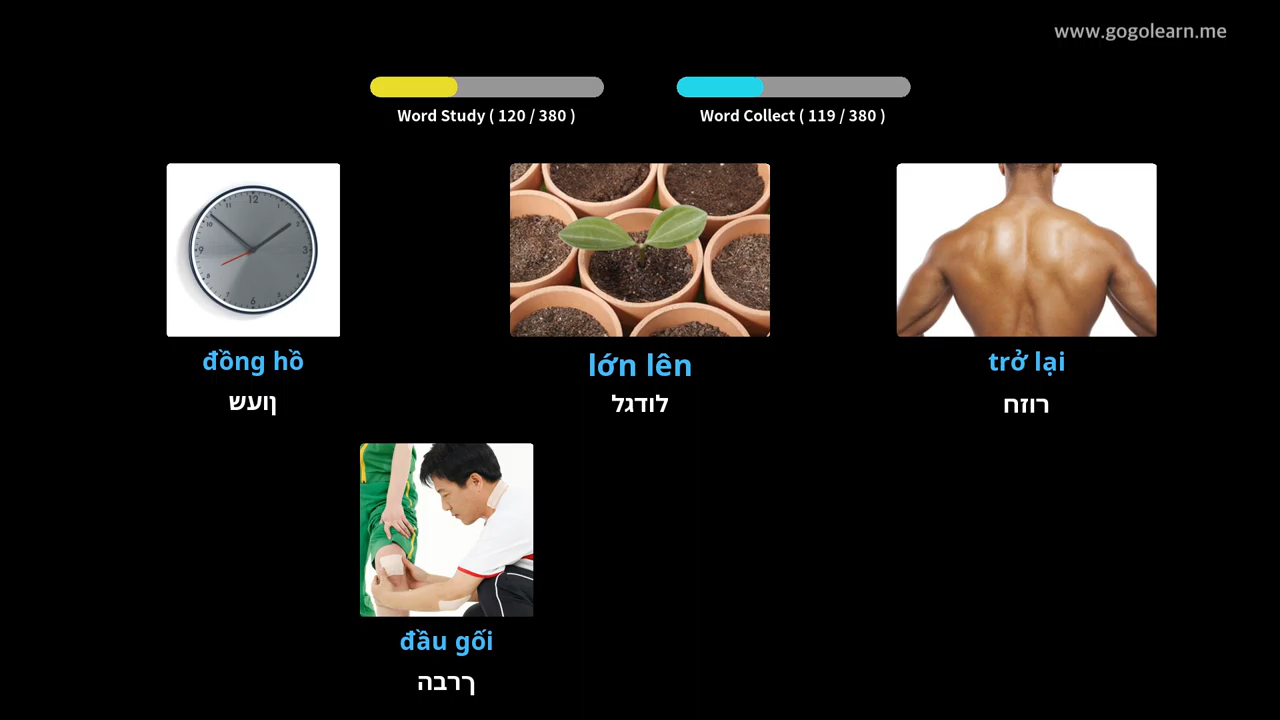 www.gogolearn.me
Word Study ( 120 / 380 )
Word Collect ( 119 / 380 )
đồng hồ
שעון
lớn lên
לגדול
trở lại
חזור
đầu gối
הברך